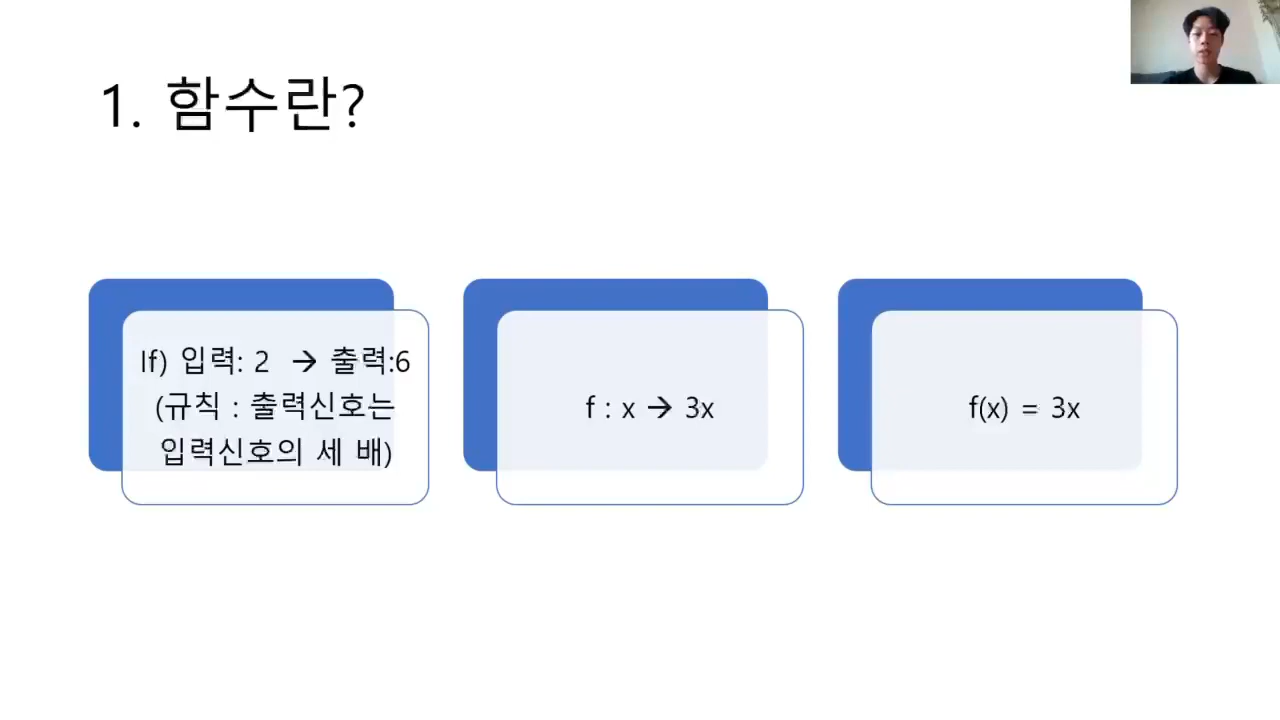 1. 함수란?
If) 입력: 2 → 출력:6
(규칙 : 출력신호는
입력신호의 세 배)
f : x → 3x
f(x) = 3x